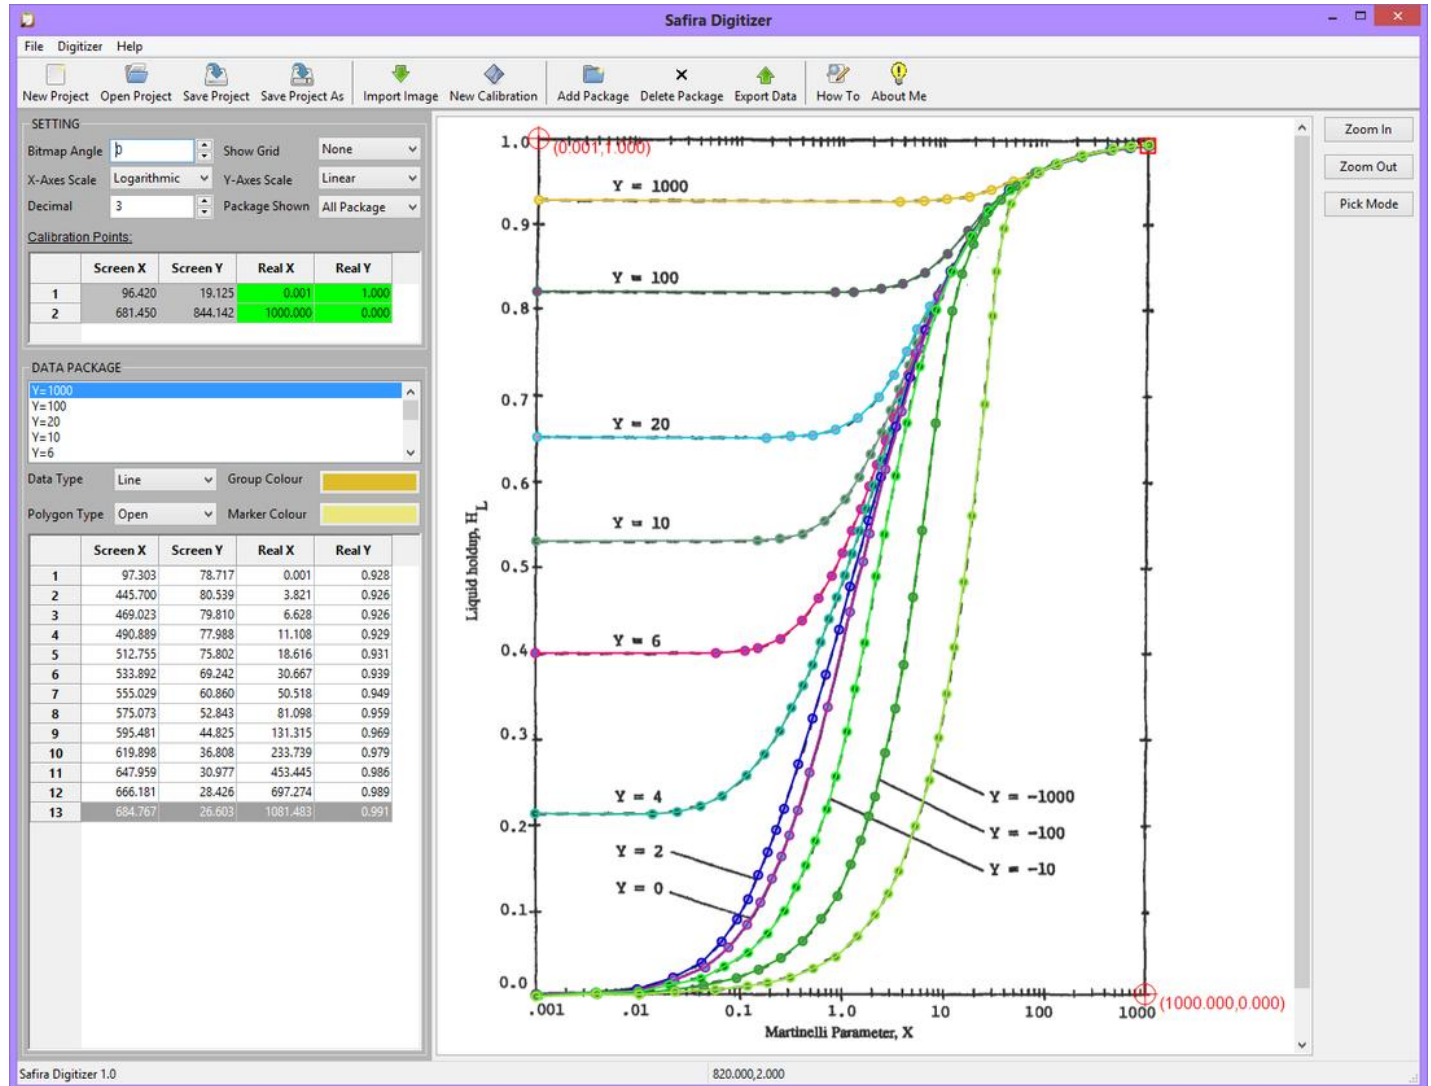 Safira Digitizer
File Digitizer Help
New Project Open Project Save Project Save Project As Import Image New Calibration Add Package Delete Package Export Data How To About Me
SETTING
Bitmap Angle 0 Show Grid None
X-Axes Scale Logarithmic Y-Axes Scale Linear
Decimal 3 Package Shown All Package
Calibration Points:
Screen X Screen Y Real X Real Y
1 96.420 19.125 0.001 1.000
2 681.450 844.142 1000.000 0.000
DATA PACKAGE
Y=1000
Y=100
Y=20
Y=10
Y=6
Data Type Line Group Colour
Polygon Type Open Marker Colour
Screen X Screen Y Real X Real Y
1 97.303 78.717 0.001 0.928
2 445.700 80.539 3.821 0.926
3 469.023 79.810 6.628 0.926
4 490.889 77.988 11.108 0.929
5 512.755 75.802 18.616 0.931
6 533.892 69.242 30.667 0.939
7 555.029 60.860 50.518 0.949
8 575.073 52.843 81.098 0.959
9 595.481 44.825 131.315 0.969
10 619.898 36.808 233.739 0.979
11 647.959 30.977 453.445 0.986
12 666.181 28.426 697.274 0.989
13 684.767 26.603 1081.483 0.991
1.0 (0.001,1.000)
Y = 1000
0.9
Y = 100
0.8
0.7
Y = 20
0.6
Y = 10
0.5
Liquid holdup, H_L
Y = 6
0.4
0.3
Y = 4
Y = -1000
0.2
Y = -100
Y = 2
Y = -10
Y = 0
0.1
0.0
(1000.000,0.000)
.001 .01 0.1 1.0 10 100 1000
Martinelli Parameter, X
Zoom In
Zoom Out
Pick Mode
Safira Digitizer 1.0 820.000,2.000